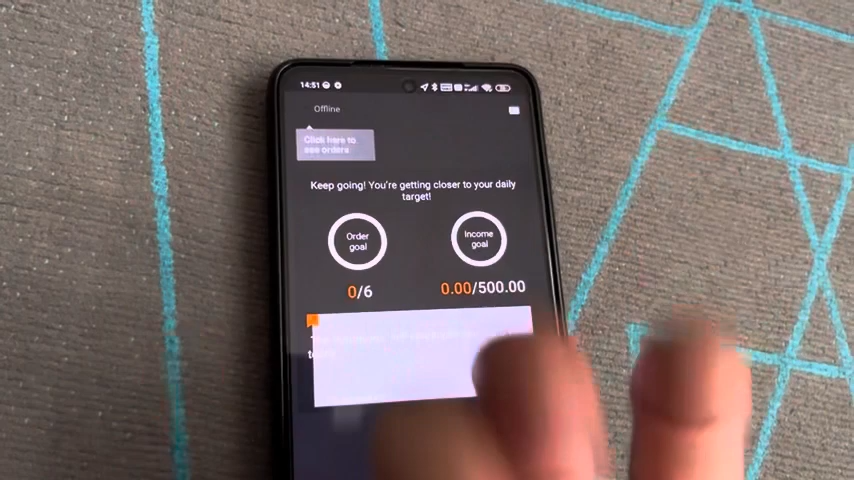 14:51
Offline
Click here to
see orders
Keep going! You're getting closer to your daily
target!
Order
goal
Income
goal
0/6
0.00/500.00